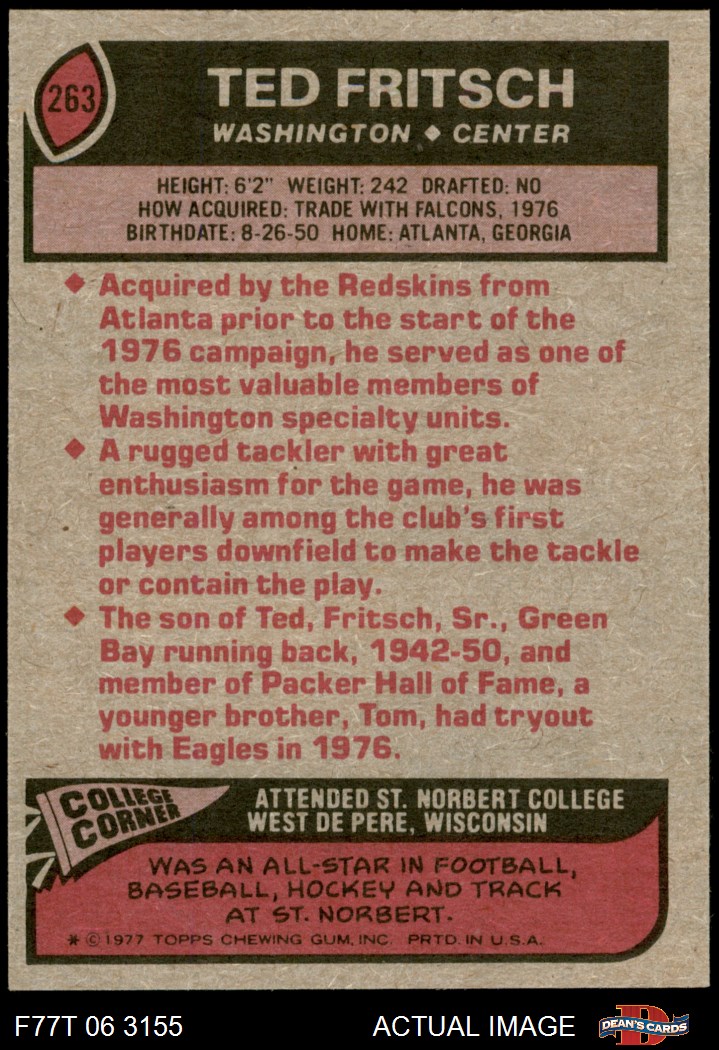 263
TED FRITSCH
WASHINGTON ◆ CENTER
HEIGHT: 6'2" WEIGHT: 242 DRAFTED: NO
HOW ACQUIRED: TRADE WITH FALCONS, 1976
BIRTHDATE: 8-26-50 HOME: ATLANTA, GEORGIA
◆ Acquired by the Redskins from
Atlanta prior to the start of the
1976 campaign, he served as one of
the most valuable members of
Washington specialty units.
◆ A rugged tackler with great
enthusiasm for the game, he was
generally among the club's first
players downfield to make the tackle
or contain the play.
◆ The son of Ted, Fritsch, Sr., Green
Bay running back, 1942-50, and
member of Packer Hall of Fame, a
younger brother, Tom, had tryout
with Eagles in 1976.
COLLEGE
CORNER
ATTENDED ST. NORBERT COLLEGE
WEST DE PERE, WISCONSIN
WAS AN ALL-STAR IN FOOTBALL,
BASEBALL, HOCKEY AND TRACK
AT ST. NORBERT.
* © 1977 TOPPS CHEWING GUM, INC. PRTD. IN U.S.A.
F77T 06 3155
ACTUAL IMAGE
D
DEAN'S CARDS